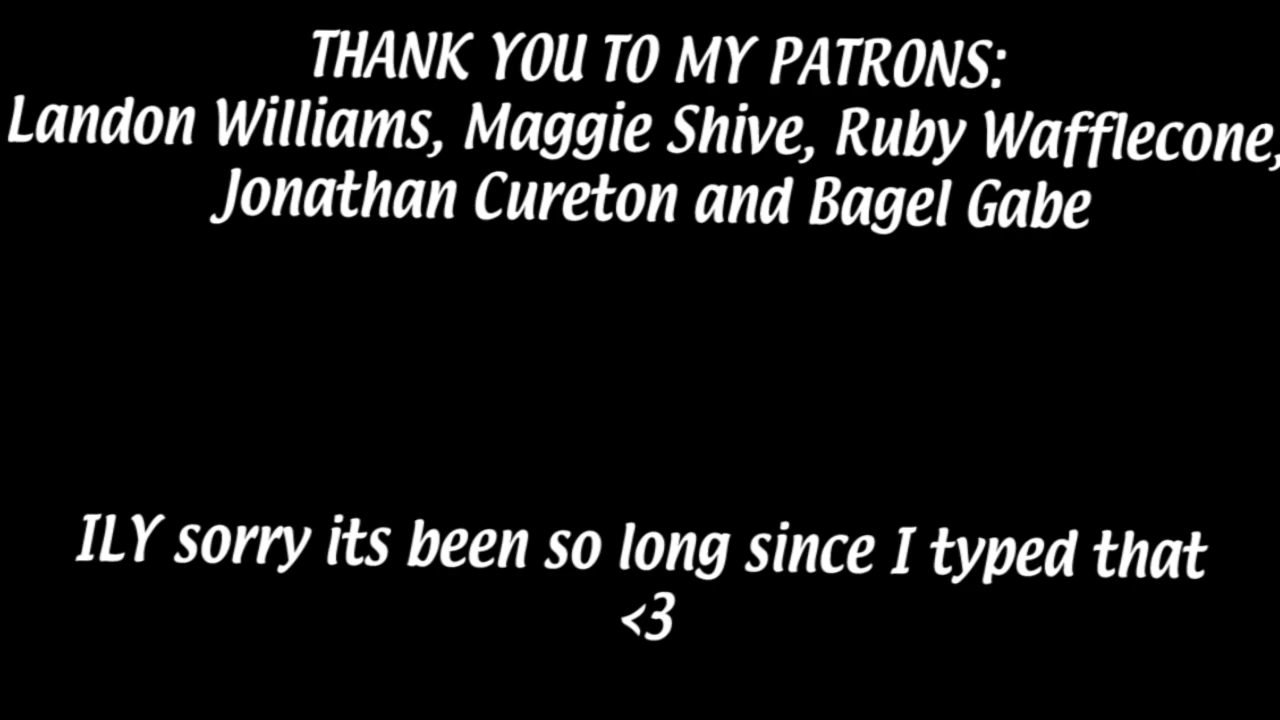 THANK YOU TO MY PATRONS:
Landon Williams, Maggie Shive, Ruby Wafflecone,
Jonathan Cureton and Bagel Gabe
ILY sorry its been so long since I typed that
<3